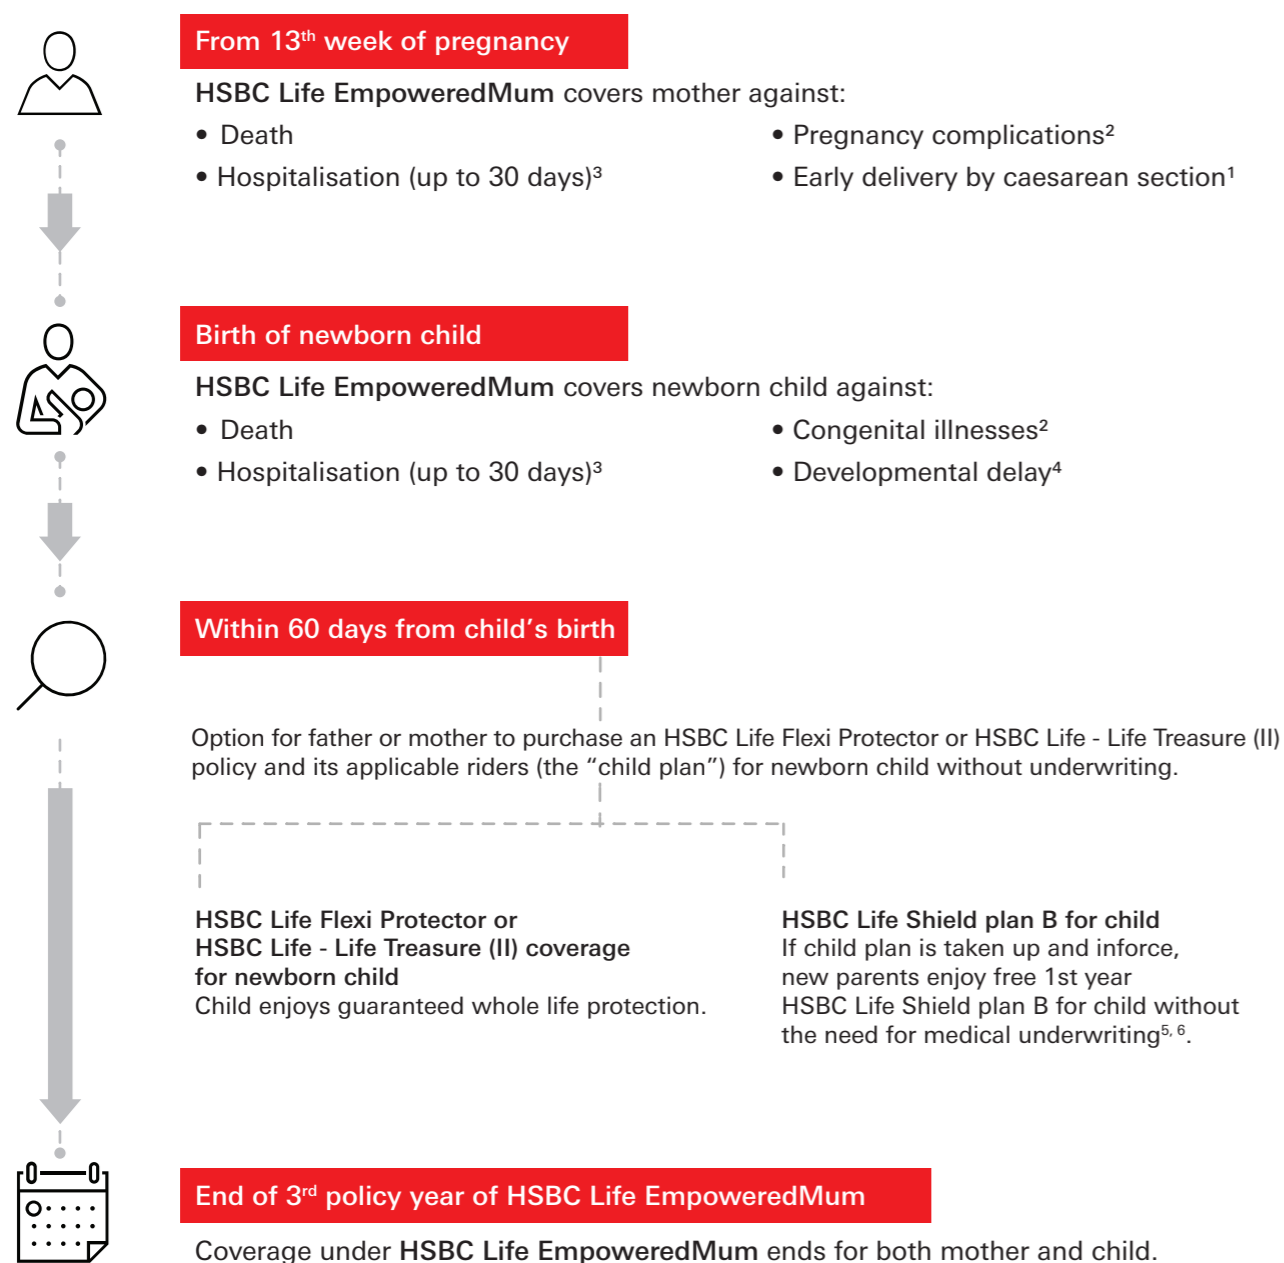 From 13th week of pregnancy
HSBC Life EmpoweredMum covers mother against:
• Death
• Hospitalisation (up to 30 days)³
• Pregnancy complications²
• Early delivery by caesarean section¹
Birth of newborn child
HSBC Life EmpoweredMum covers newborn child against:
• Death
• Hospitalisation (up to 30 days)³
• Congenital illnesses²
• Developmental delay⁴
Within 60 days from child's birth
Option for father or mother to purchase an HSBC Life Flexi Protector or HSBC Life - Life Treasure (II)
policy and its applicable riders (the “child plan”) for newborn child without underwriting.
HSBC Life Flexi Protector or
HSBC Life - Life Treasure (II) coverage
for newborn child
Child enjoys guaranteed whole life protection.
HSBC Life Shield plan B for child
If child plan is taken up and inforce,
new parents enjoy free 1st year
HSBC Life Shield plan B for child without
the need for medical underwriting⁵, ⁶.
End of 3rd policy year of HSBC Life EmpoweredMum
Coverage under HSBC Life EmpoweredMum ends for both mother and child.